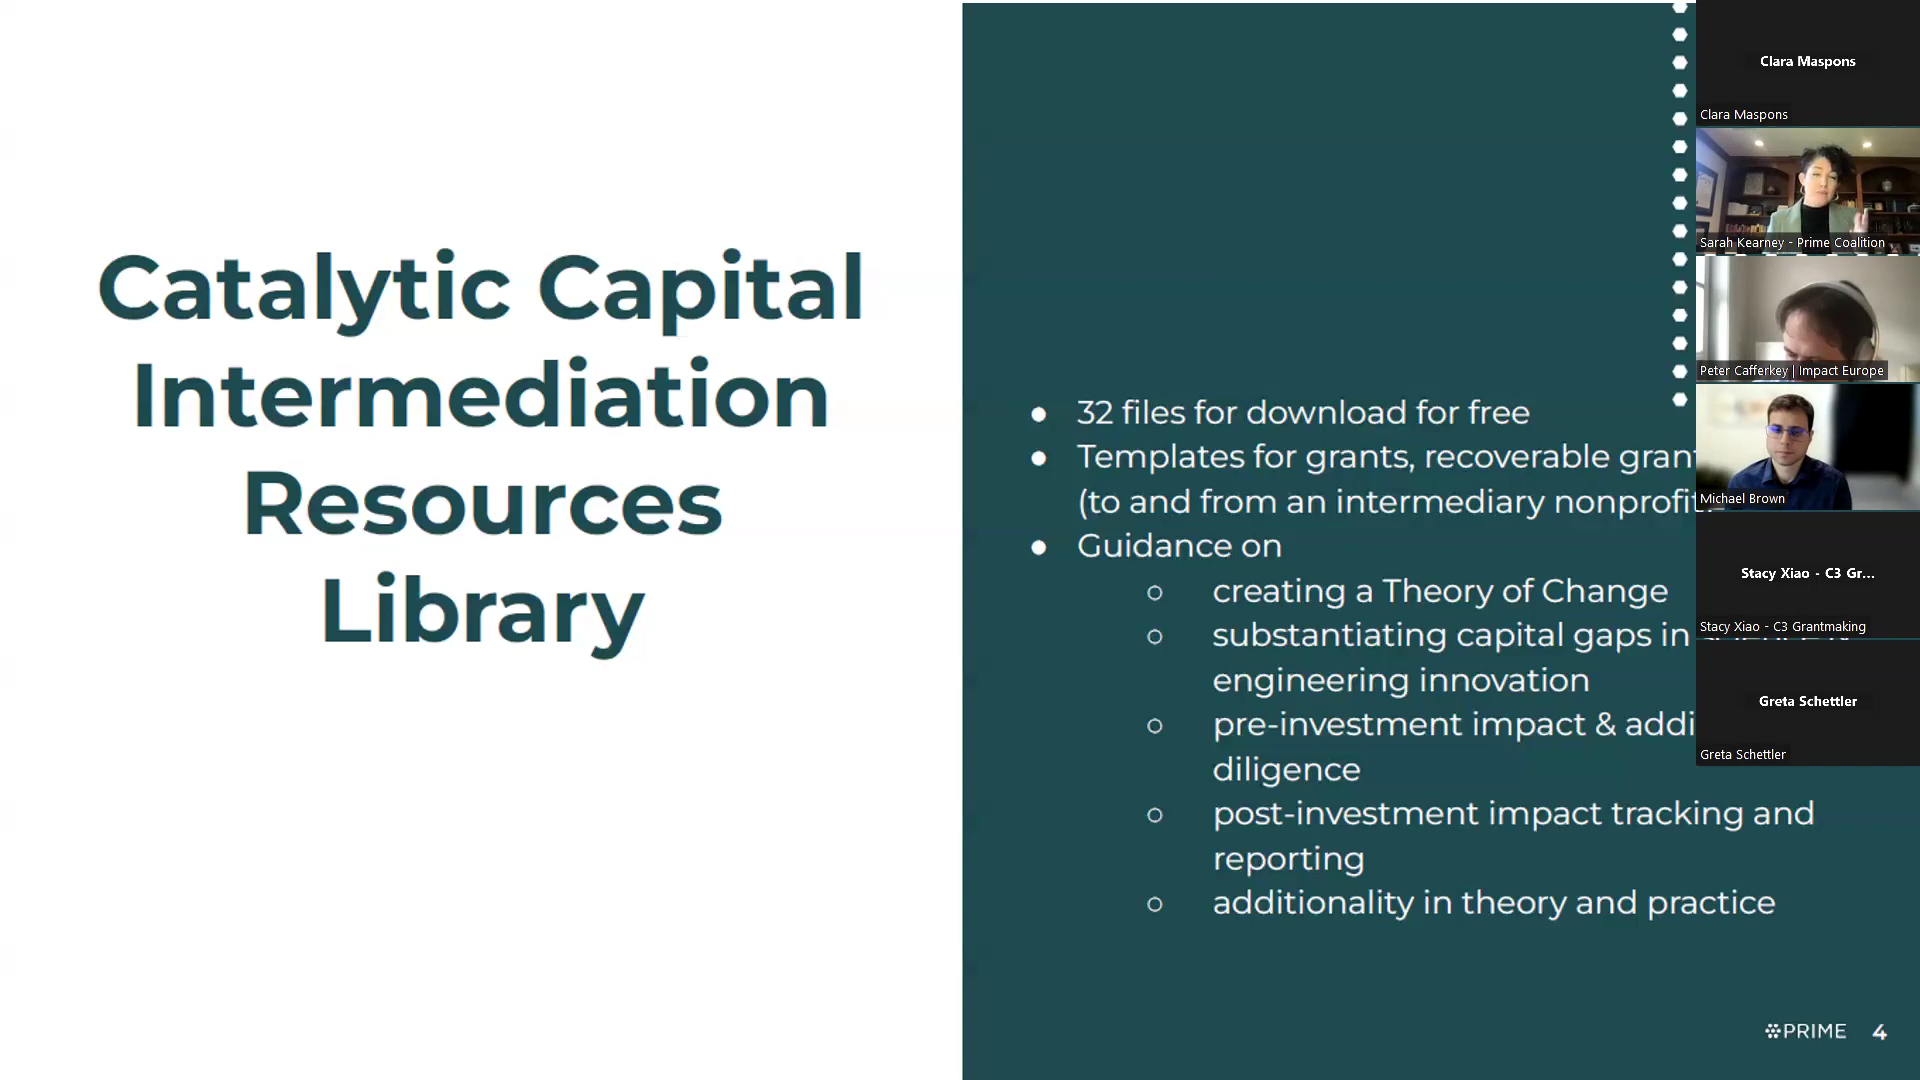 Catalytic Capital
Intermediation
Resources
Library
32 files for download for free
Templates for grants, recoverable
(to and from an intermediary
Guidance on
creating a Theory of Change
substantiating capital gaps in
engineering innovation
pre-investment impact &
diligence
post-investment impact tracking and
reporting
additionality in theory and practice
PRIME 4
Clara Maspons
Clara Maspons
Sarah Kearney - Prime Coalition
Peter Cafferkey | Impact Europe
Michael Brown
Stacy Xiao - C3 Gr...
Stacy Xiao - C3 Grantmaking
Greta Schettler
Greta Schettler